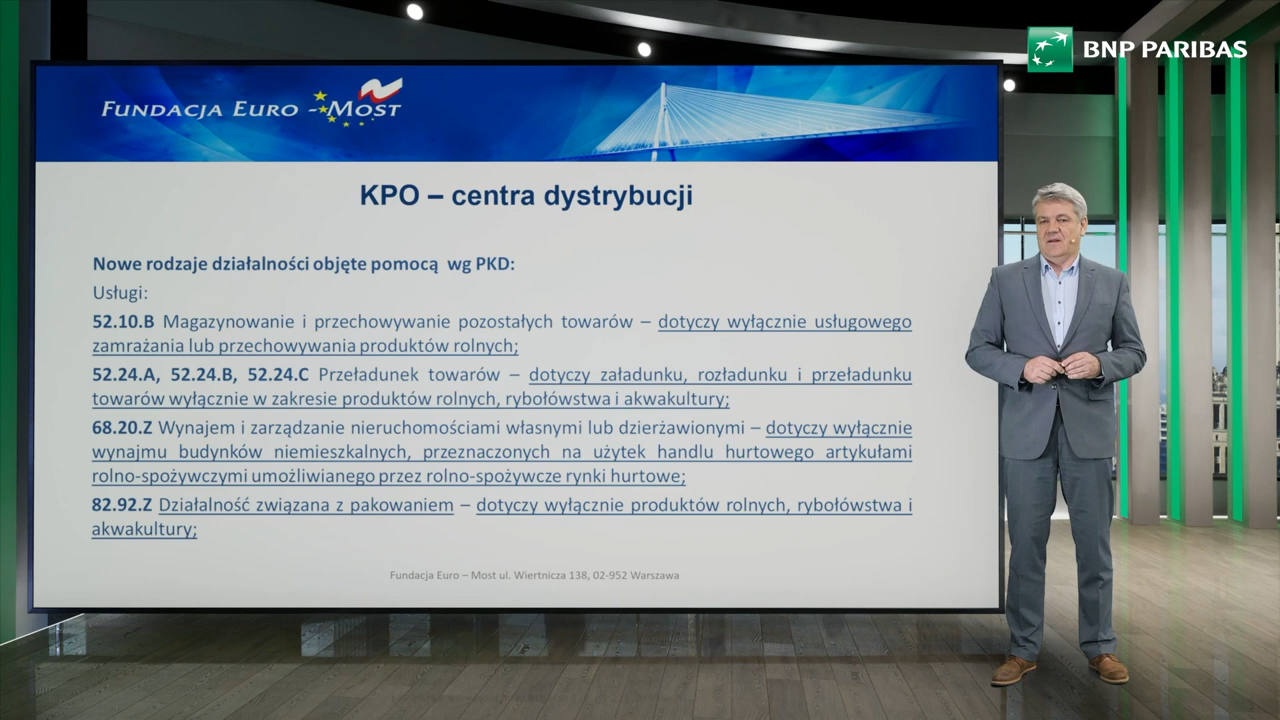 BNP PARIBAS
FUNDACJA EURO - MOST
KPO – centra dystrybucji
Nowe rodzaje działalności objęte pomocą wg PKD:
Usługi:
52.10.B Magazynowanie i przechowywanie pozostałych towarów – dotyczy wyłącznie usługowego
zamrażania lub przechowywania produktów rolnych;
52.24.A, 52.24.B, 52.24.C Przeładunek towarów – dotyczy załadunku, rozładunku i przeładunku
towarów wyłącznie w zakresie produktów rolnych, rybołówstwa i akwakultury;
68.20.Z Wynajem i zarządzanie nieruchomościami własnymi lub dzierżawionymi – dotyczy wyłącznie
wynajmu budynków niemieszkalnych, przeznaczonych na użytek handlu hurtowego artykułami
rolno-spożywczymi umożliwianego przez rolno-spożywcze rynki hurtowe;
82.92.Z Działalność związana z pakowaniem – dotyczy wyłącznie produktów rolnych, rybołówstwa i
akwakultury;
Fundacja Euro – Most ul. Wiertnicza 138, 02-952 Warszawa